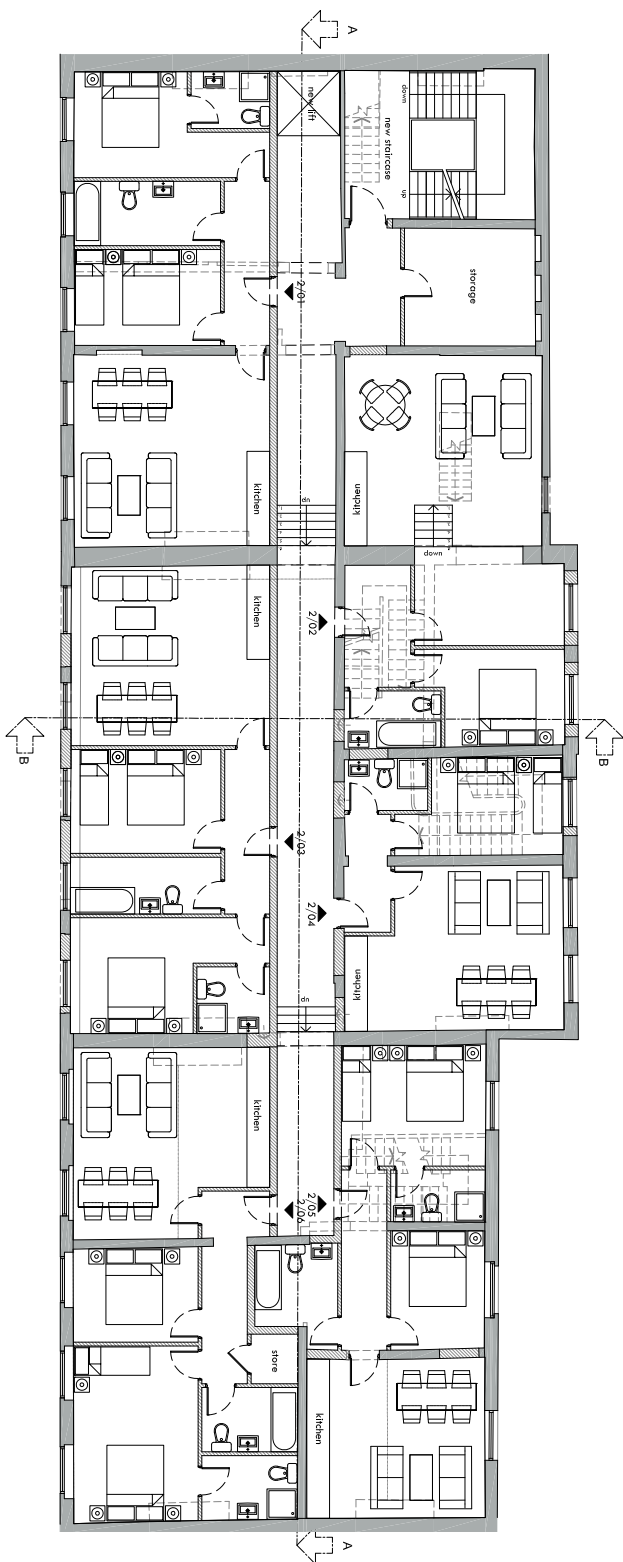 A
new lift
down
new staircase
up
2/01
storage
kitchen
kitchen
dn
down
kitchen
2/02
B
B
2/03
2/04
kitchen
dn
kitchen
2/05
2/06
store
kitchen
A